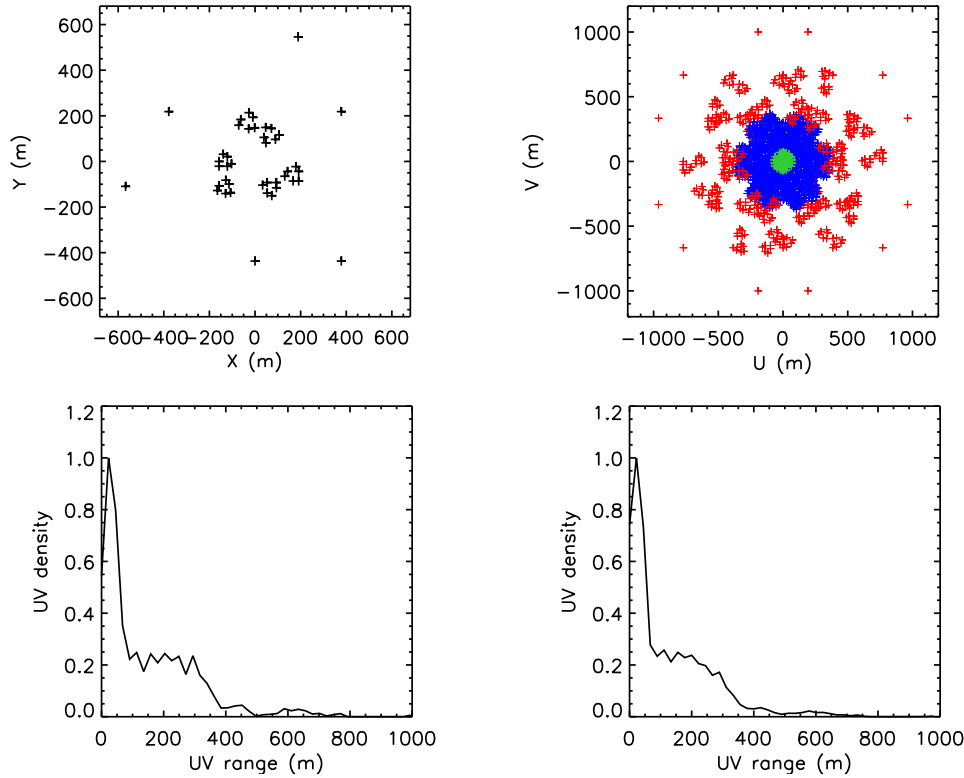 600
400
200
0
−200
−400
−600
Y (m)
−600−400−200 0 200 400 600
X (m)
1000
500
0
−500
−1000
V (m)
−1000 −500 0 500 1000
U (m)
1.2
1.0
0.8
0.6
0.4
0.2
0.0
UV density
0 200 400 600 800 1000
UV range (m)
1.2
1.0
0.8
0.6
0.4
0.2
0.0
UV density
0 200 400 600 800 1000
UV range (m)